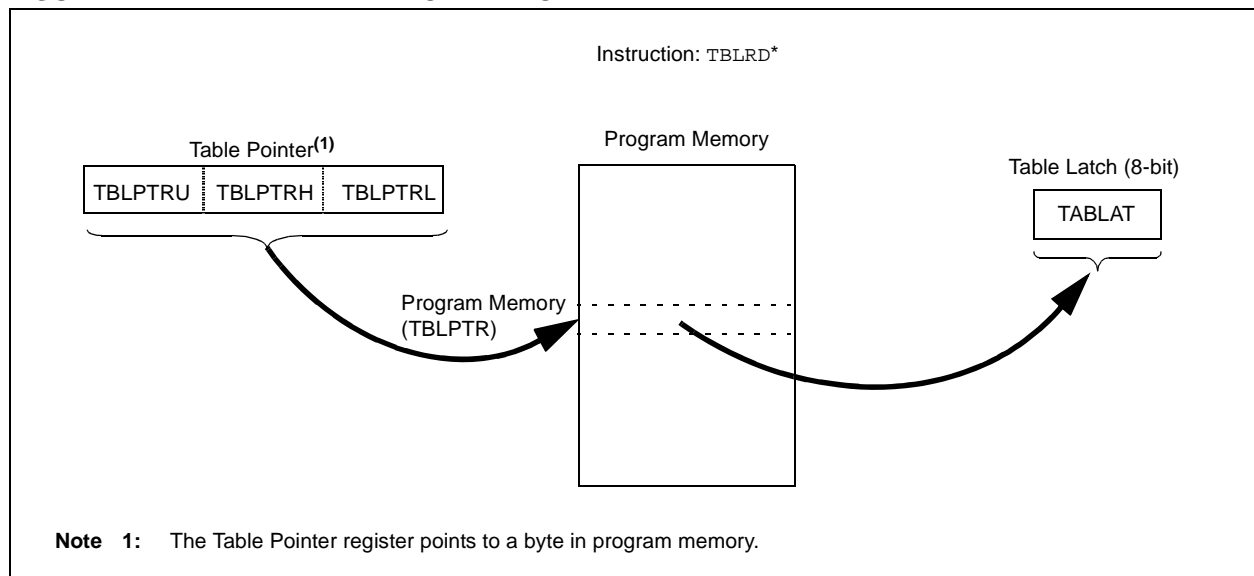 Instruction: TBLRD*
Table Pointer(1)
Program Memory
Table Latch (8-bit)
TBLPTRU TBLPTRH TBLPTRL
TABLAT
Program Memory
(TBLPTR)
Note 1: The Table Pointer register points to a byte in program memory.